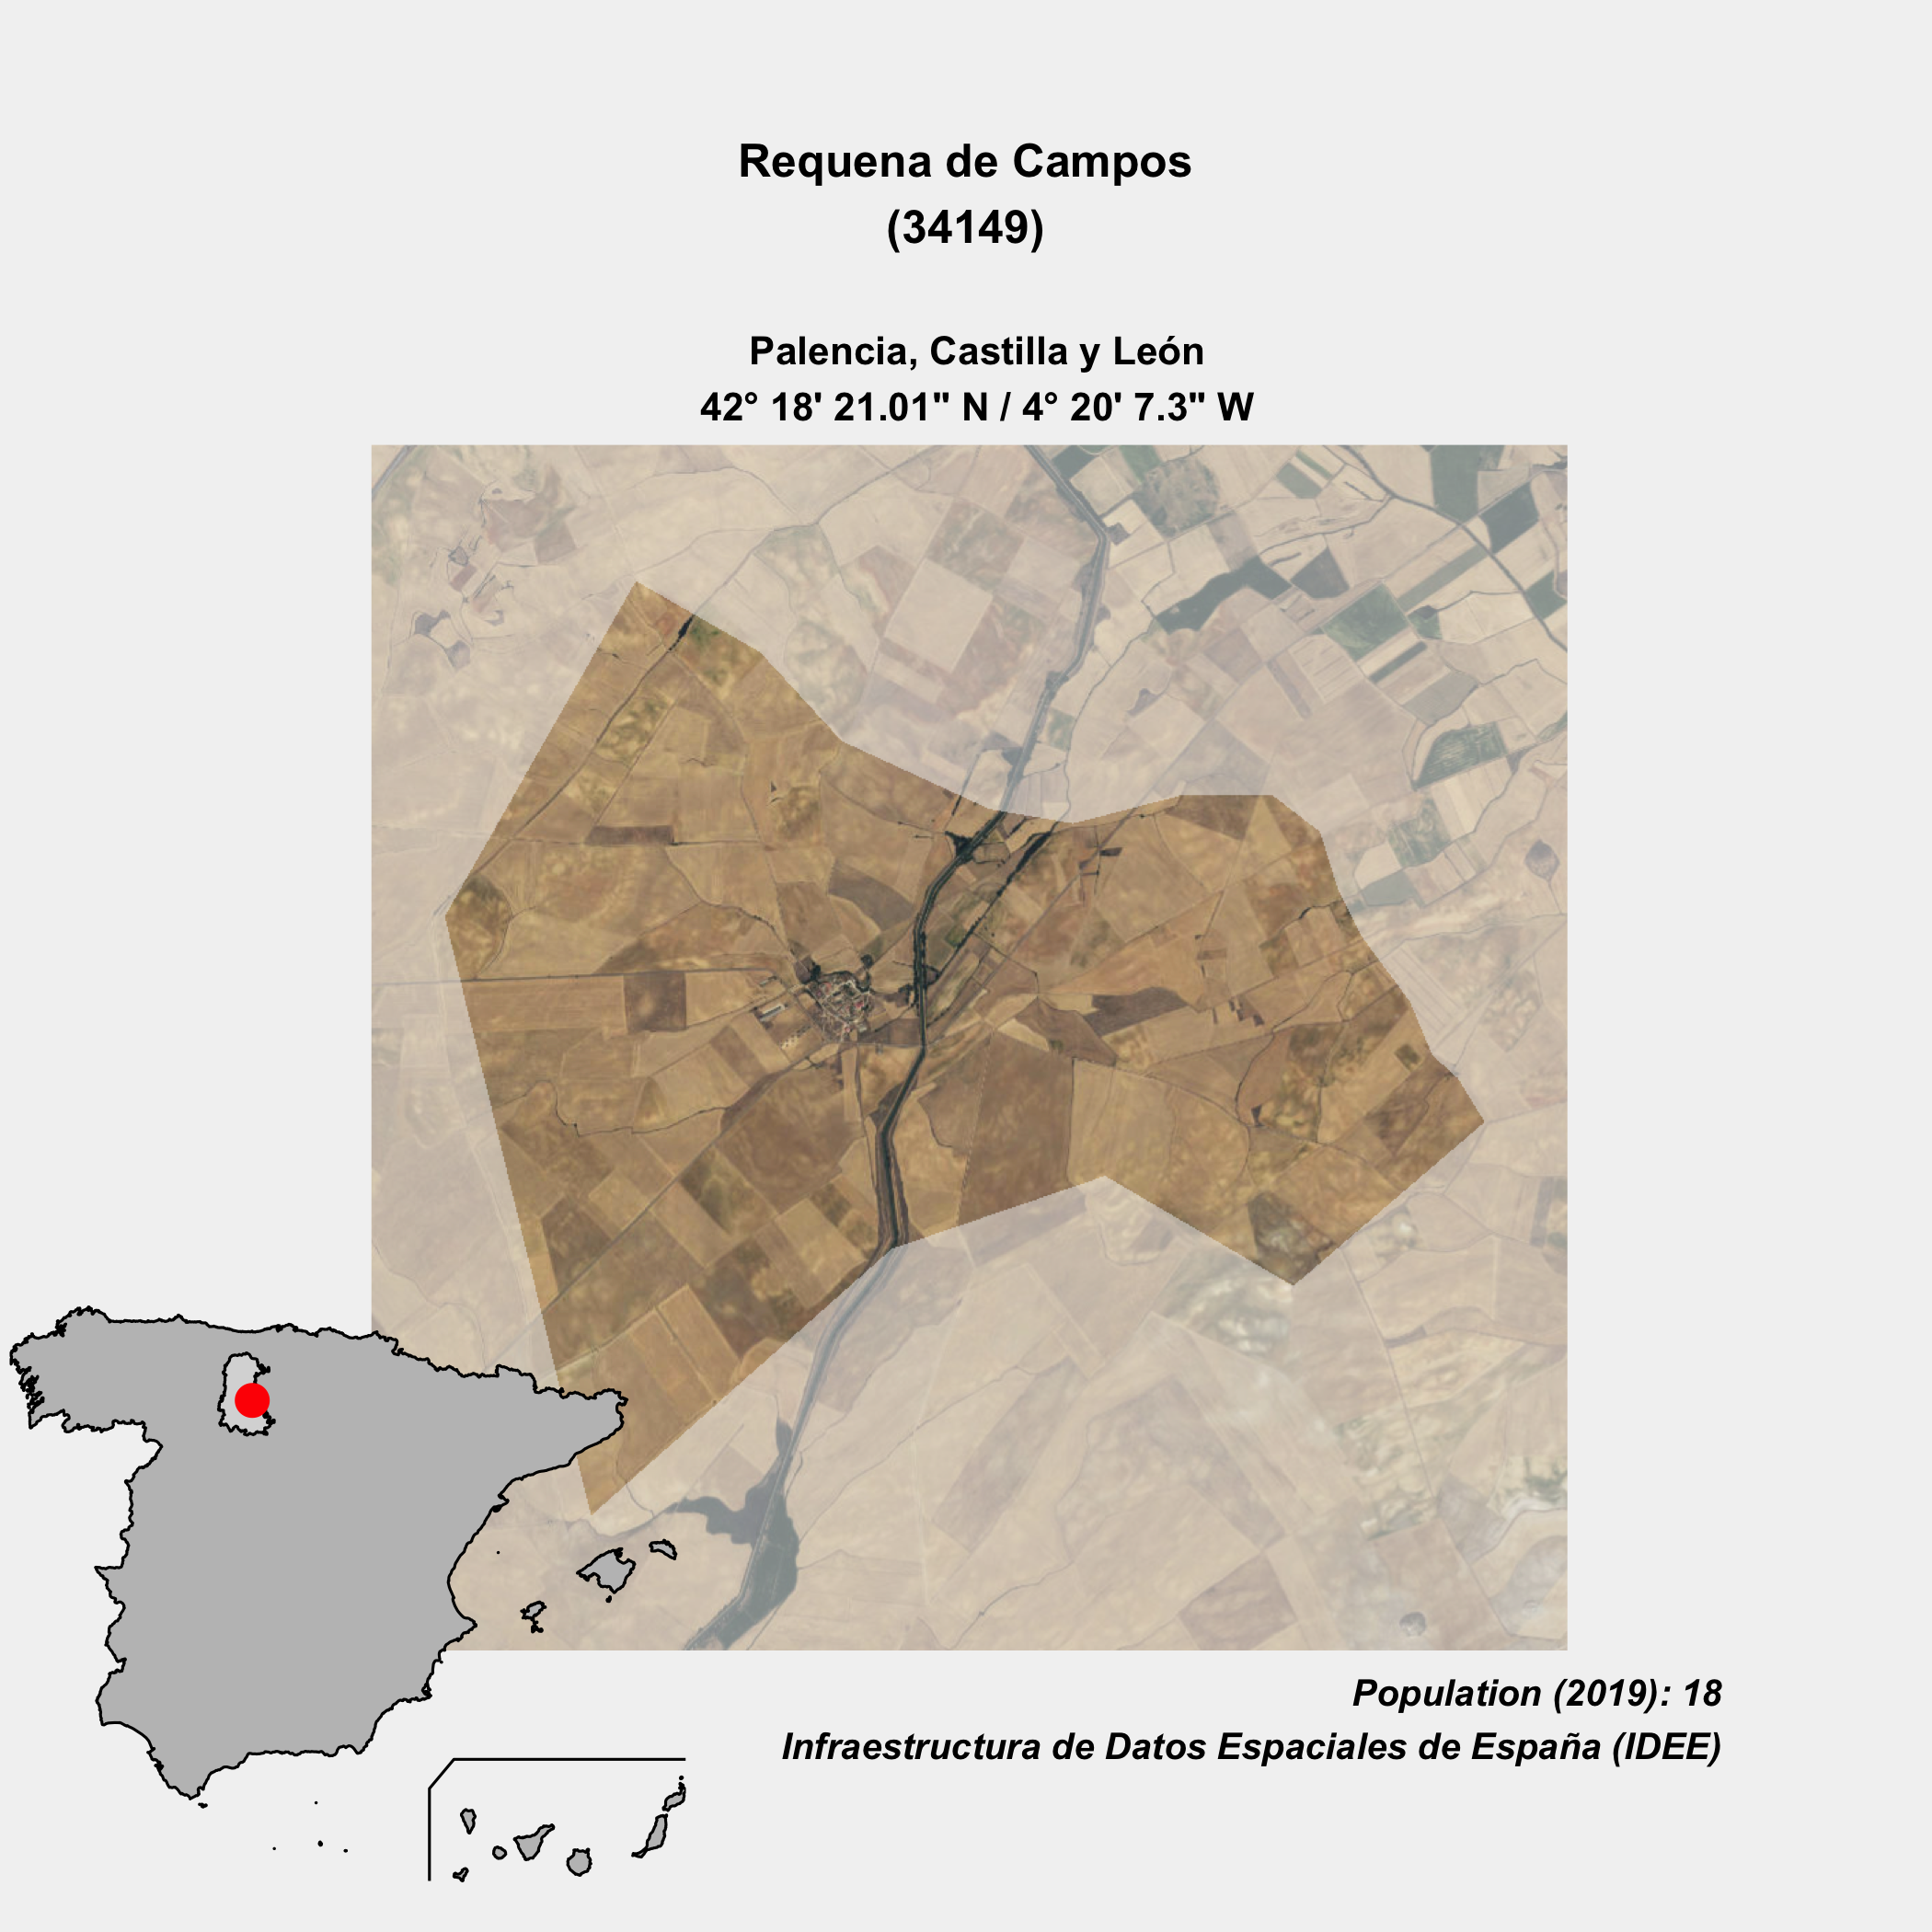 Requena de Campos
(34149)
Palencia, Castilla y León
42° 18' 21.01" N / 4° 20' 7.3" W
Population (2019): 18
Infraestructura de Datos Espaciales de España (IDEE)